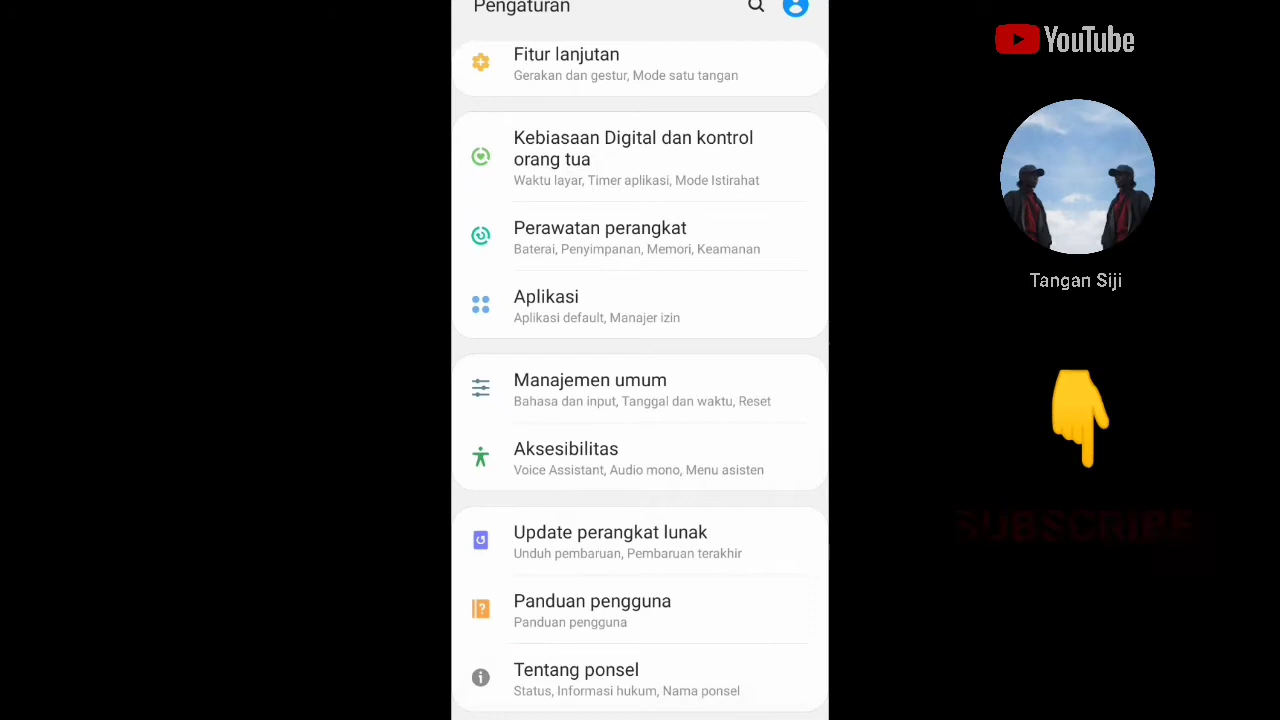 Pengaturan
Fitur lanjutan
Gerakan dan gestur, Mode satu tangan
Kebiasaan Digital dan kontrol
orang tua
Waktu layar, Timer aplikasi, Mode Istirahat
Perawatan perangkat
Baterai, Penyimpanan, Memori, Keamanan
Aplikasi
Aplikasi default, Manajer izin
Manajemen umum
Bahasa dan input, Tanggal dan waktu, Reset
Aksesibilitas
Voice Assistant, Audio mono, Menu asisten
Update perangkat lunak
Unduh pembaruan, Pembaruan terakhir
Panduan pengguna
Panduan pengguna
Tentang ponsel
Status, Informasi hukum, Nama ponsel
YouTube
Tangan Siji
SUBSCRIBE